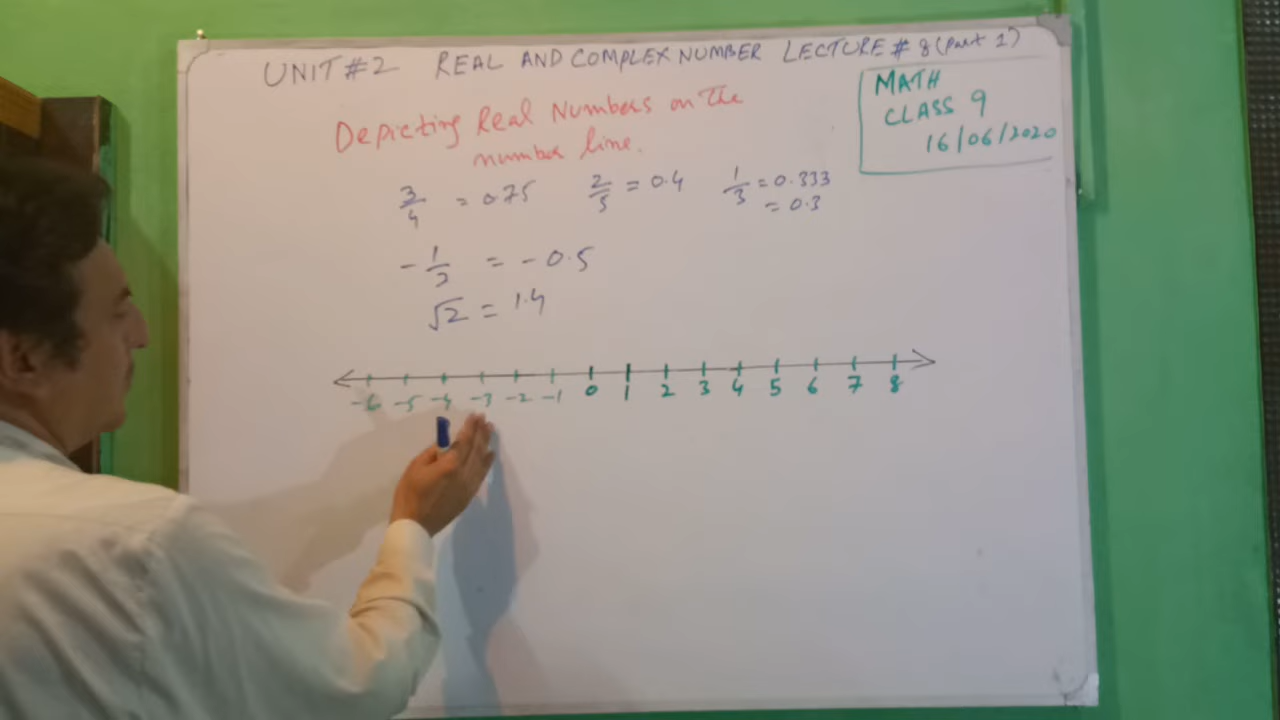 UNIT #2 REAL AND COMPLEX NUMBER LECTURE # 8 (Part 1)
MATH
CLASS 9
16/06/2020
Depicting Real Numbers on The
number line.
3/4 = 0.75 2/5 = 0.4 1/3 = 0.333
= 0.3
- 1/2 = - 0.5
√2 = 1.4
-6 -5 -4 -3 -2 -1 0 1 2 3 4 5 6 7 8